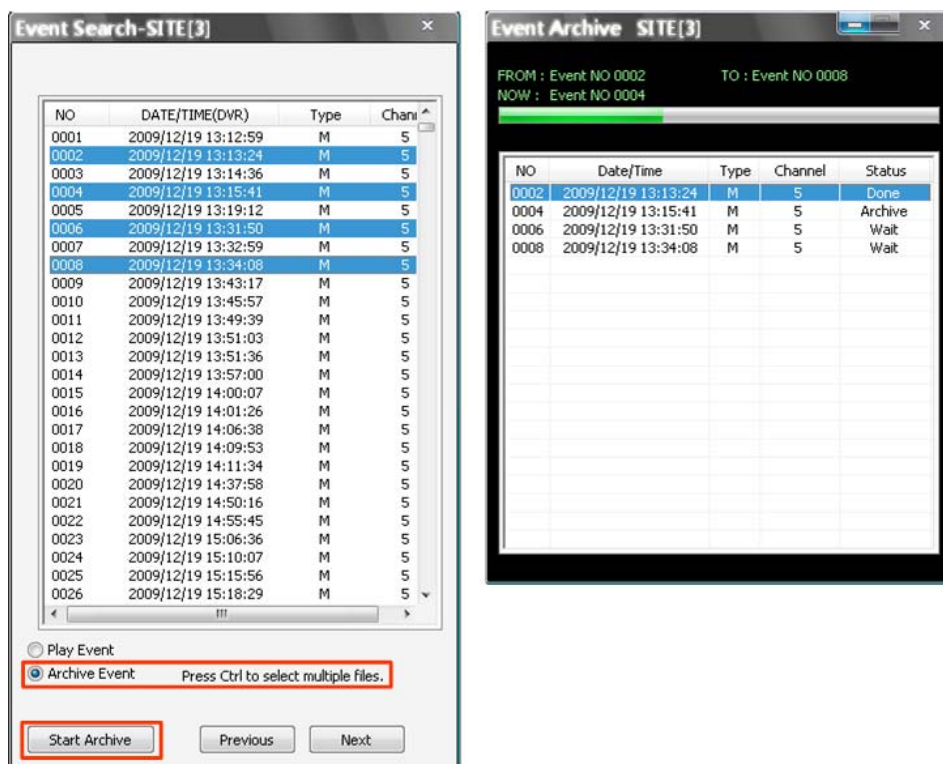 Event Search-SITE[3]
NO DATE/TIME(DVR) Type Chan
0001 2009/12/19 13:12:59 M 5
0002 2009/12/19 13:13:24 M 5
0003 2009/12/19 13:14:36 M 5
0004 2009/12/19 13:15:41 M 5
0005 2009/12/19 13:19:12 M 5
0006 2009/12/19 13:31:50 M 5
0007 2009/12/19 13:32:59 M 5
0008 2009/12/19 13:34:08 M 5
0009 2009/12/19 13:43:17 M 5
0010 2009/12/19 13:45:57 M 5
0011 2009/12/19 13:49:39 M 5
0012 2009/12/19 13:51:03 M 5
0013 2009/12/19 13:51:36 M 5
0014 2009/12/19 13:57:00 M 5
0015 2009/12/19 14:00:07 M 5
0016 2009/12/19 14:01:26 M 5
0017 2009/12/19 14:06:38 M 5
0018 2009/12/19 14:09:53 M 5
0019 2009/12/19 14:11:34 M 5
0020 2009/12/19 14:37:58 M 5
0021 2009/12/19 14:50:16 M 5
0022 2009/12/19 14:55:45 M 5
0023 2009/12/19 15:06:36 M 5
0024 2009/12/19 15:10:07 M 5
0025 2009/12/19 15:15:56 M 5
0026 2009/12/19 15:18:29 M 5
Play Event
Archive Event Press Ctrl to select multiple files.
Start Archive Previous Next
Event Archive SITE[3]
FROM : Event NO 0002 TO : Event NO 0008
NOW : Event NO 0004
NO Date/Time Type Channel Status
0002 2009/12/19 13:13:24 M 5 Done
0004 2009/12/19 13:15:41 M 5 Archive
0006 2009/12/19 13:31:50 M 5 Wait
0008 2009/12/19 13:34:08 M 5 Wait